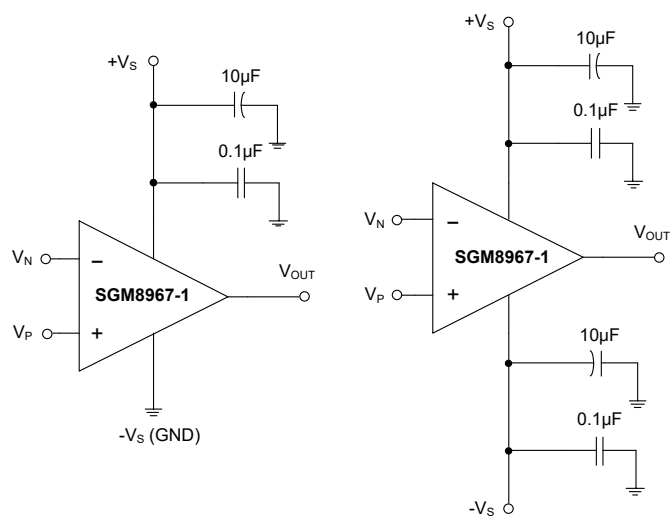 +VS
10µF
0.1µF
VN
VP
−
+
SGM8967-1
VOUT
-VS (GND)
+VS
10µF
0.1µF
VN
VP
−
+
SGM8967-1
VOUT
10µF
0.1µF
-VS